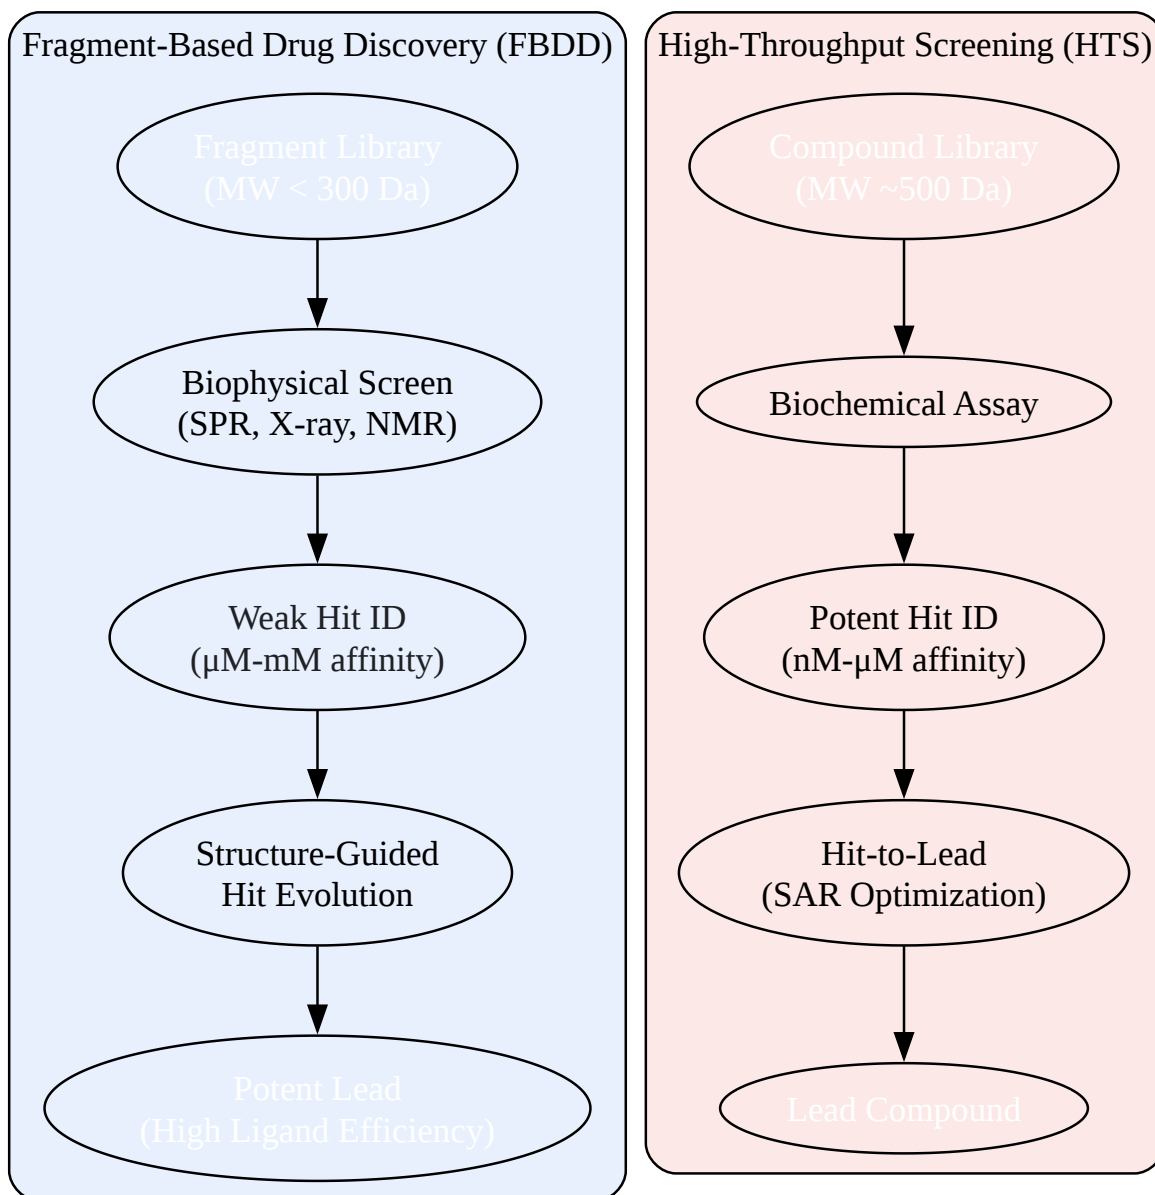 Fragment-Based Drug Discovery (FBDD)
Fragment Library
(MW < 300 Da)
Biophysical Screen
(SPR, X-ray, NMR)
Weak Hit ID
(μM-mM affinity)
Structure-Guided
Hit Evolution
Potent Lead
(High Ligand Efficiency)
High-Throughput Screening (HTS)
Compound Library
(MW ~500 Da)
Biochemical Assay
Potent Hit ID
(nM-μM affinity)
Hit-to-Lead
(SAR Optimization)
Lead Compound